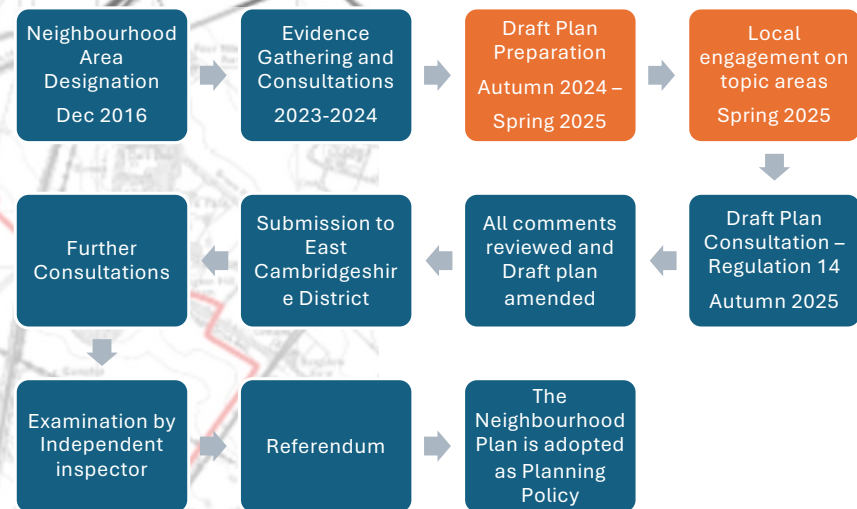 Neighbourhood
Area
Designation
Dec 2016
Evidence
Gathering and
Consultations
2023-2024
Draft Plan
Preparation
Autumn 2024 –
Spring 2025
Local
engagement on
topic areas
Spring 2025
Draft Plan
Consultation –
Regulation 14
Autumn 2025
All comments
reviewed and
Draft plan
amended
Submission to
East
Cambridgeshir
e District
Further
Consultations
Examination by
Independent
inspector
Referendum
The
Neighbourhood
Plan is adopted
as Planning
Policy